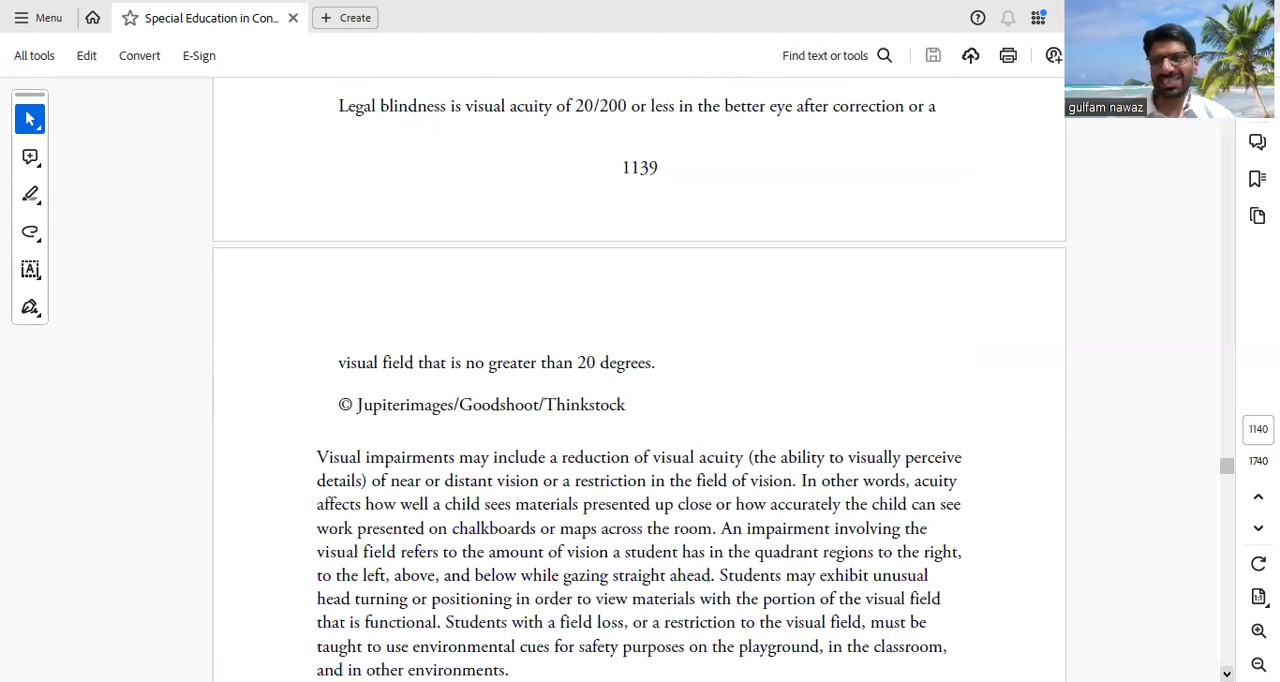 Menu
Special Education in Con...
Create
All tools
Edit
Convert
E-Sign
Find text or tools
gulfam nawaz
Legal blindness is visual acuity of 20/200 or less in the better eye after correction or a
1139
visual field that is no greater than 20 degrees.
© Jupiterimages/Goodshoot/Thinkstock
Visual impairments may include a reduction of visual acuity (the ability to visually perceive
details) of near or distant vision or a restriction in the field of vision. In other words, acuity
affects how well a child sees materials presented up close or how accurately the child can see
work presented on chalkboards or maps across the room. An impairment involving the
visual field refers to the amount of vision a student has in the quadrant regions to the right,
to the left, above, and below while gazing straight ahead. Students may exhibit unusual
head turning or positioning in order to view materials with the portion of the visual field
that is functional. Students with a field loss, or a restriction to the visual field, must be
taught to use environmental cues for safety purposes on the playground, in the classroom,
and in other environments.
1140
1740